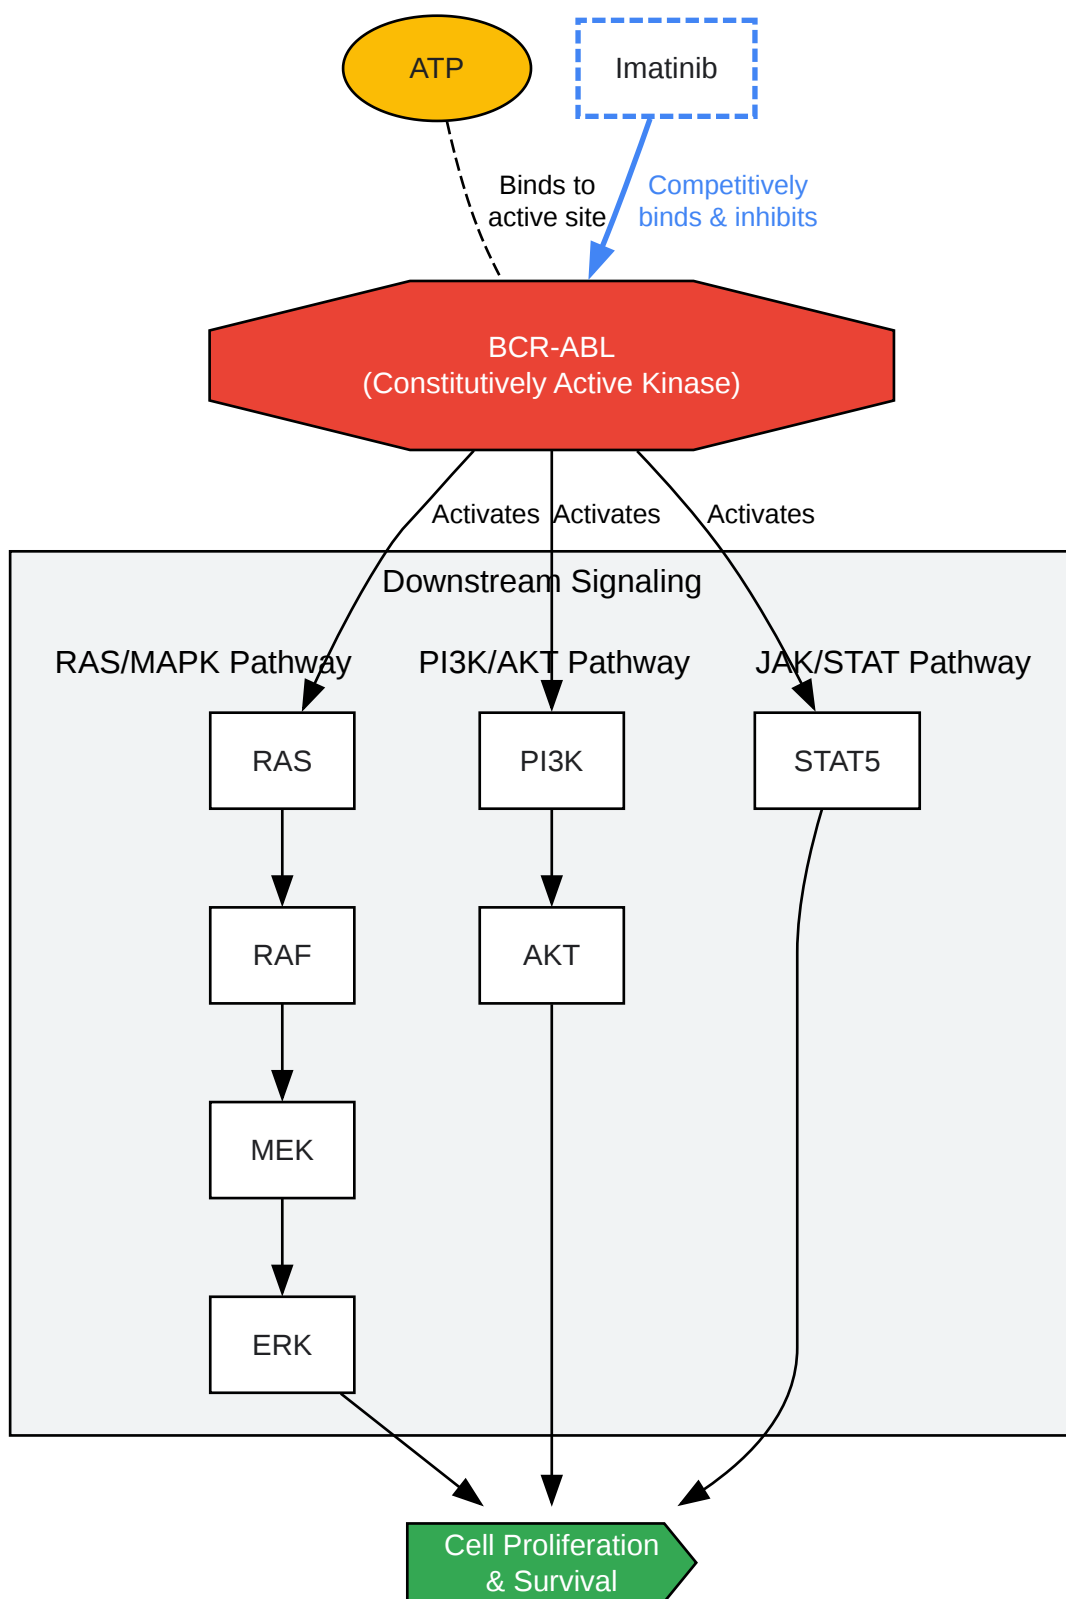 ATP
Imatinib
Binds to
active site
Competitively
binds & inhibits
BCR-ABL
(Constitutively Active Kinase)
Activates
Activates
Activates
Downstream Signaling
RAS/MAPK Pathway
PI3K/AKT Pathway
JAK/STAT Pathway
RAS
PI3K
STAT5
RAF
AKT
MEK
ERK
Cell Proliferation
& Survival